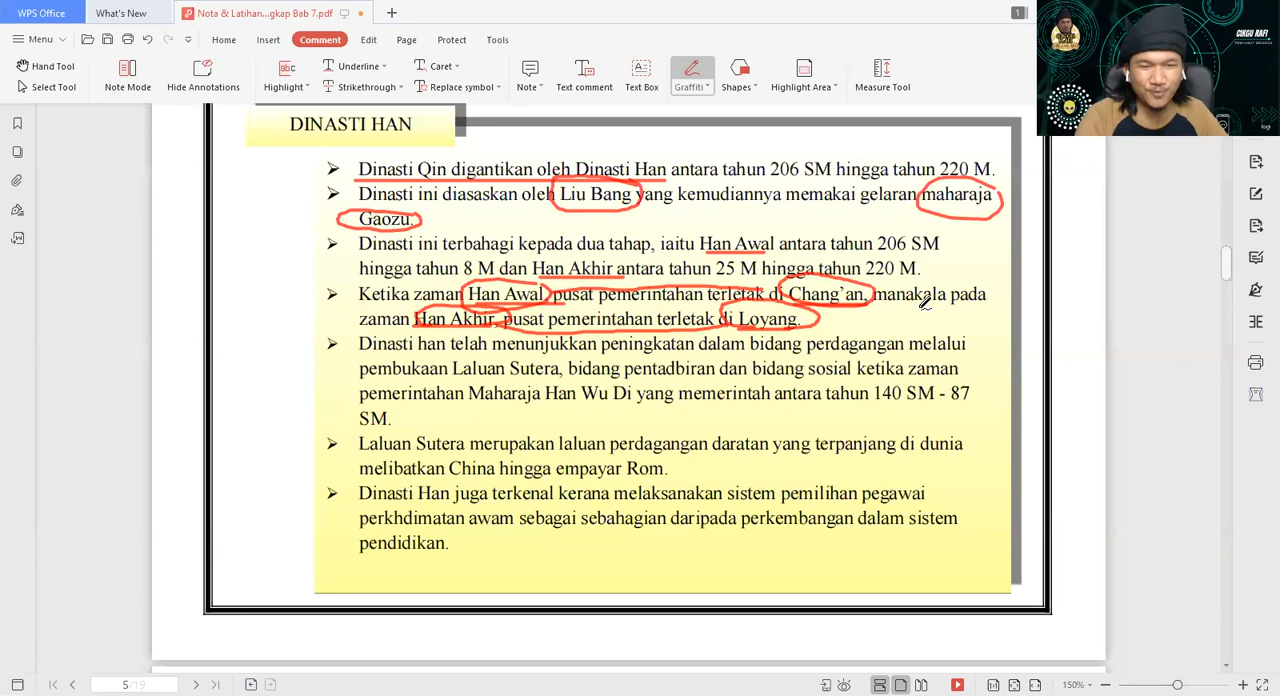 WPS Office
What's New
Nota & Latihan...gkap Bab 7.pdf
1
Menu
Home
Insert
Comment
Edit
Page
Protect
Tools
Hand Tool
Select Tool
Note Mode
Hide Annotations
Highlight
Underline
Strikethrough
Caret
Replace symbol
Note
Text comment
Text Box
Graffiti
Shapes
Highlight Area
Measure Tool
CIKGU RAFI
DINASTI HAN
Dinasti Qin digantikan oleh Dinasti Han antara tahun 206 SM hingga tahun 220 M.
Dinasti ini diasaskan oleh Liu Bang yang kemudiannya memakai gelaran maharaja
Gaozu.
Dinasti ini terbahagi kepada dua tahap, iaitu Han Awal antara tahun 206 SM
hingga tahun 8 M dan Han Akhir antara tahun 25 M hingga tahun 220 M.
Ketika zaman Han Awal, pusat pemerintahan terletak di Chang'an, manakala pada
zaman Han Akhir, pusat pemerintahan terletak di Loyang.
Dinasti han telah menunjukkan peningkatan dalam bidang perdagangan melalui
pembukaan Laluan Sutera, bidang pentadbiran dan bidang sosial ketika zaman
pemerintahan Maharaja Han Wu Di yang memerintah antara tahun 140 SM - 87
SM.
Laluan Sutera merupakan laluan perdagangan daratan yang terpanjang di dunia
melibatkan China hingga empayar Rom.
Dinasti Han juga terkenal kerana melaksanakan sistem pemilihan pegawai
perkhdimatan awam sebagai sebahagian daripada perkembangan dalam sistem
pendidikan.
5/19
150%